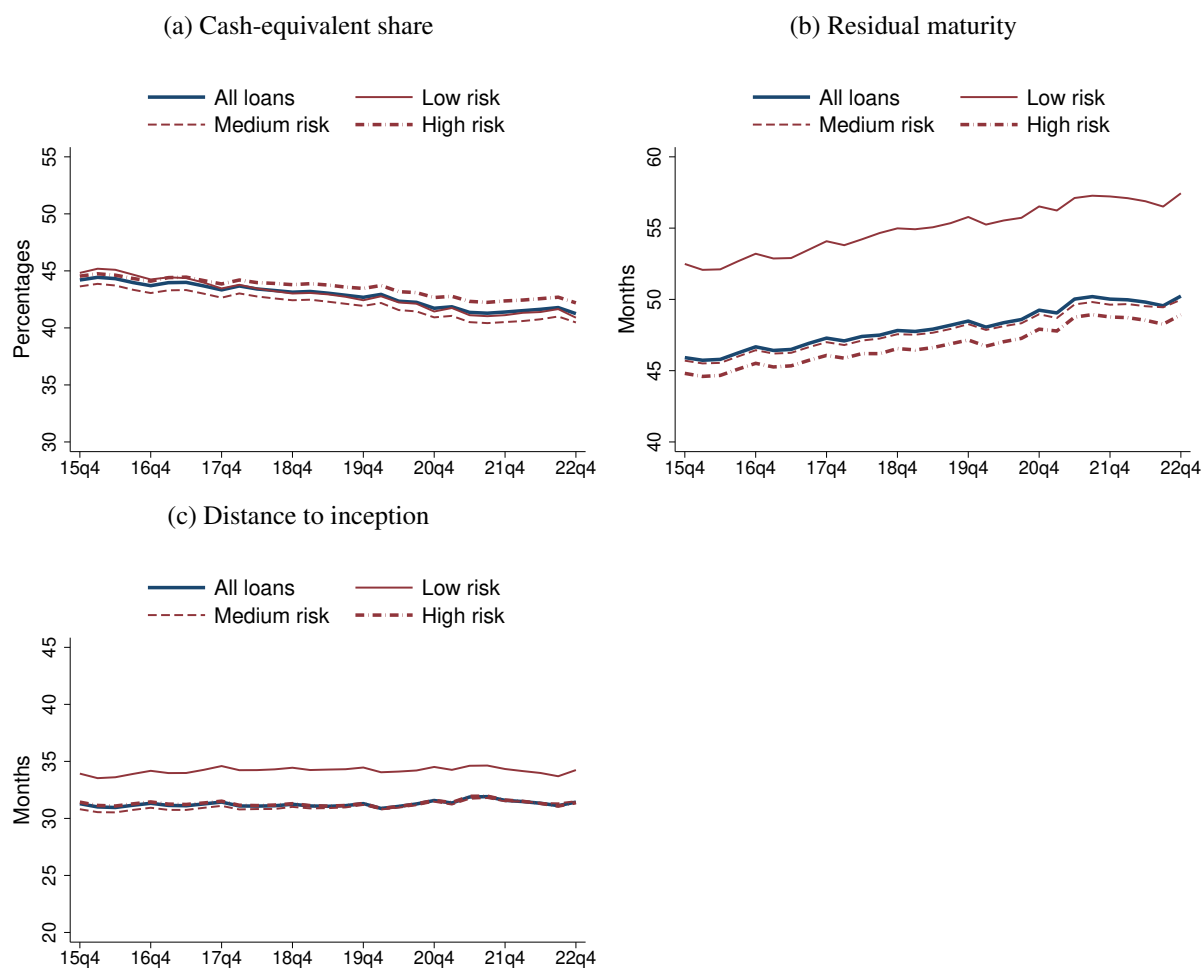 (a) Cash-equivalent share
All loans
Low risk
Medium risk
High risk
Percentages
55
50
45
40
35
30
15q4 16q4 17q4 18q4 19q4 20q4 21q4 22q4
(b) Residual maturity
All loans
Low risk
Medium risk
High risk
Months
60
55
50
45
40
15q4 16q4 17q4 18q4 19q4 20q4 21q4 22q4
(c) Distance to inception
All loans
Low risk
Medium risk
High risk
Months
45
40
35
30
25
20
15q4 16q4 17q4 18q4 19q4 20q4 21q4 22q4